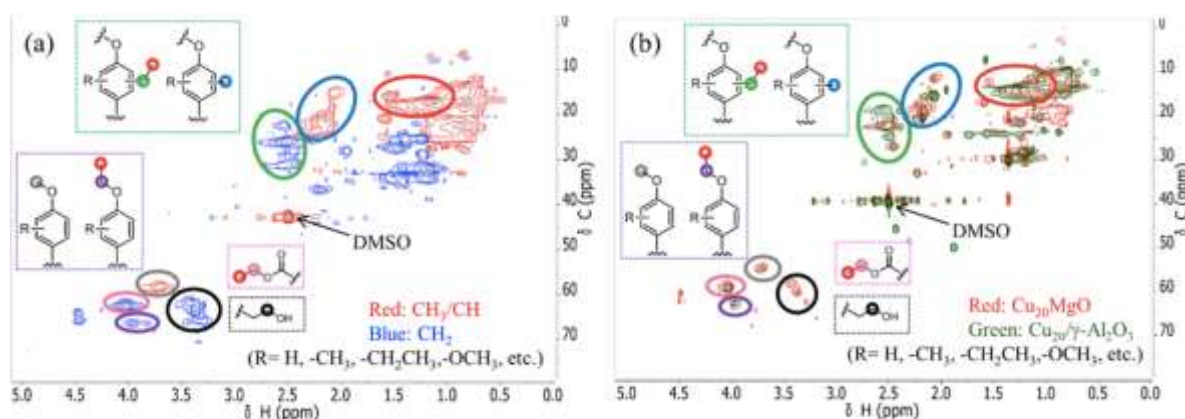 (a)
O
O
R
R
O
O
R
R
O
O
OH
DMSO
Red: CH3/CH
Blue: CH2
(R= H, -CH3, -CH2CH3,-OCH3, etc.)
0
10
20
30
40
50
60
70
δ C (ppm)
5.0 4.5 4.0 3.5 3.0 2.5 2.0 1.5 1.0 0.5 0.0
δ H (ppm)
(b)
O
O
R
R
O
O
R
R
O
O
OH
DMSO
Red: Cu20MgO
Green: Cu20/γ-Al2O3
(R= H, -CH3, -CH2CH3,-OCH3, etc.)
0
10
20
30
40
50
60
70
δ C (ppm)
5.0 4.5 4.0 3.5 3.0 2.5 2.0 1.5 1.0 0.5 0.0
δ H (ppm)